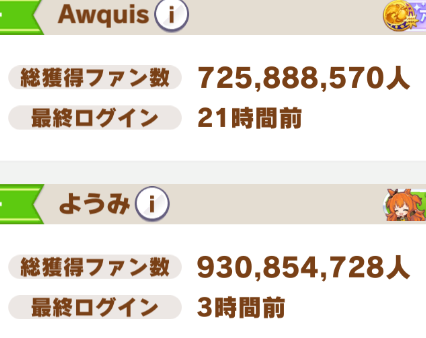 Awquis i
総獲得ファン数 725,888,570人
最終ログイン 21時間前
ようみ i
総獲得ファン数 930,854,728人
最終ログイン 3時間前